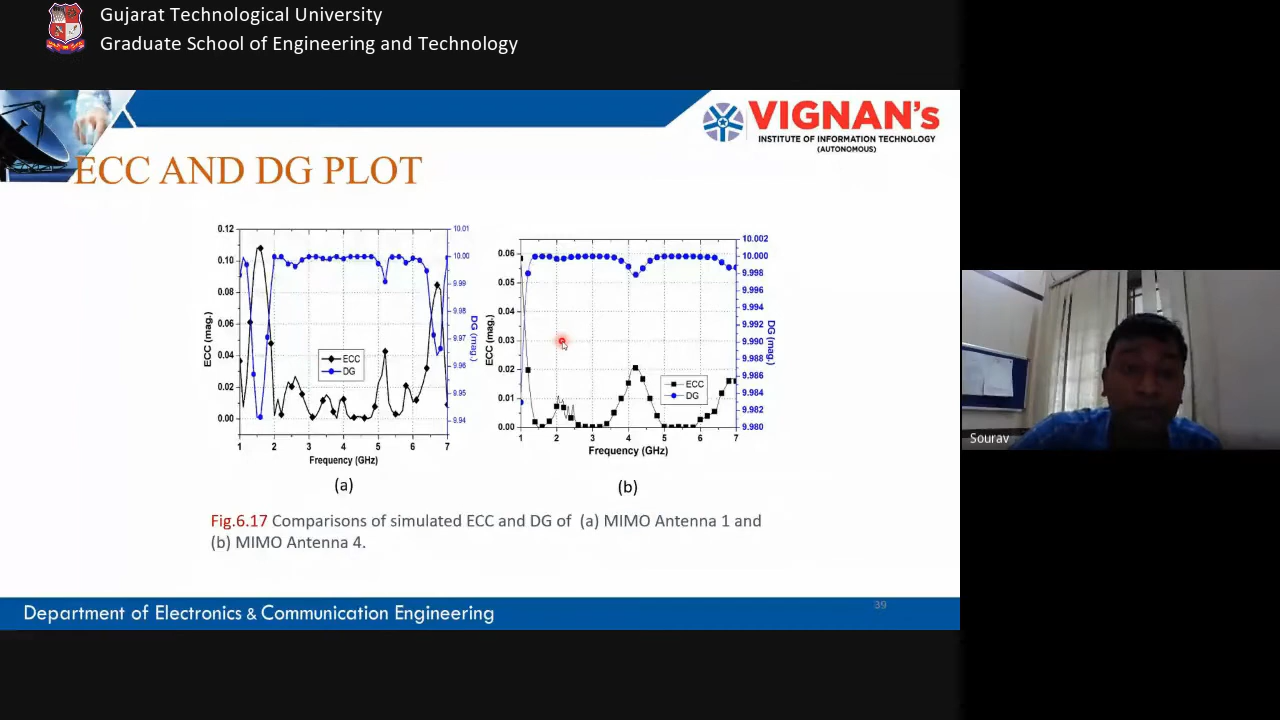 Gujarat Technological University
Graduate School of Engineering and Technology
VIGNAN's
INSTITUTE OF INFORMATION TECHNOLOGY
(AUTONOMOUS)
ECC AND DG PLOT
0.12
0.10
0.08
0.06
0.04
0.02
0.00
ECC (mag.)
ECC
DG
10.01
10.00
9.99
9.98
9.97
9.96
9.95
9.94
DG (mag.)
1 2 3 4 5 6 7
Frequency (GHz)
(a)
0.06
0.05
0.04
0.03
0.02
0.01
0.00
ECC (mag.)
ECC
DG
10.002
10.000
9.998
9.996
9.994
9.992
9.990
9.988
9.986
9.984
9.982
9.980
DG (mag.)
1 2 3 4 5 6 7
Frequency (GHz)
(b)
Fig.6.17 Comparisons of simulated ECC and DG of (a) MIMO Antenna 1 and
(b) MIMO Antenna 4.
Department of Electronics & Communication Engineering
39
Sourav